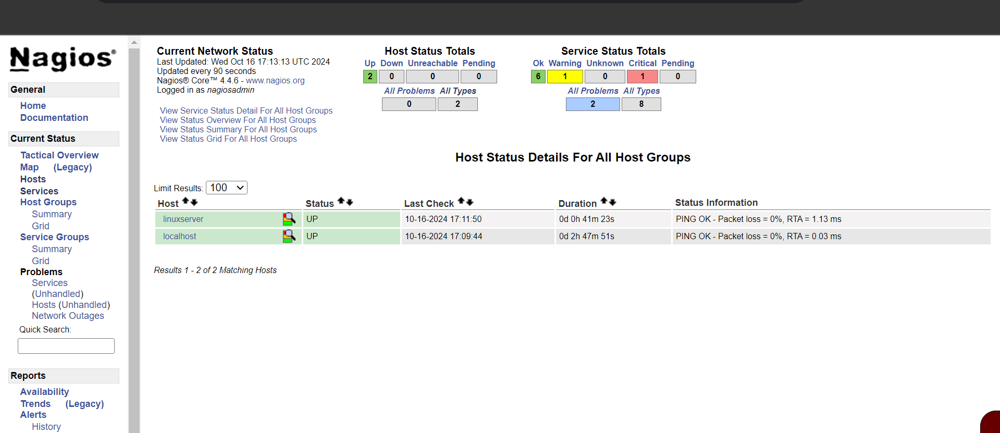 Nagios®
General
Home
Documentation
Current Status
Tactical Overview
Map (Legacy)
Hosts
Services
Host Groups
Summary
Grid
Service Groups
Summary
Grid
Problems
Services
(Unhandled)
Hosts (Unhandled)
Network Outages
Quick Search:
Reports
Availability
Trends (Legacy)
Alerts
History
Current Network Status
Last Updated: Wed Oct 16 17:13:13 UTC 2024
Updated every 90 seconds
Nagios® Core™ 4.4.6 - www.nagios.org
Logged in as nagiosadmin
View Service Status Detail For All Host Groups
View Status Overview For All Host Groups
View Status Summary For All Host Groups
View Status Grid For All Host Groups
Host Status Totals
Up Down Unreachable Pending
2 0 0 0
All Problems All Types
0 2
Service Status Totals
Ok Warning Unknown Critical Pending
6 1 0 1 0
All Problems All Types
2 8
Host Status Details For All Host Groups
Limit Results: 100
Host Status Last Check Duration Status Information
linuxserver UP 10-16-2024 17:11:50 0d 0h 41m 23s PING OK - Packet loss = 0%, RTA = 1.13 ms
localhost UP 10-16-2024 17:09:44 0d 2h 47m 51s PING OK - Packet loss = 0%, RTA = 0.03 ms
Results 1 - 2 of 2 Matching Hosts